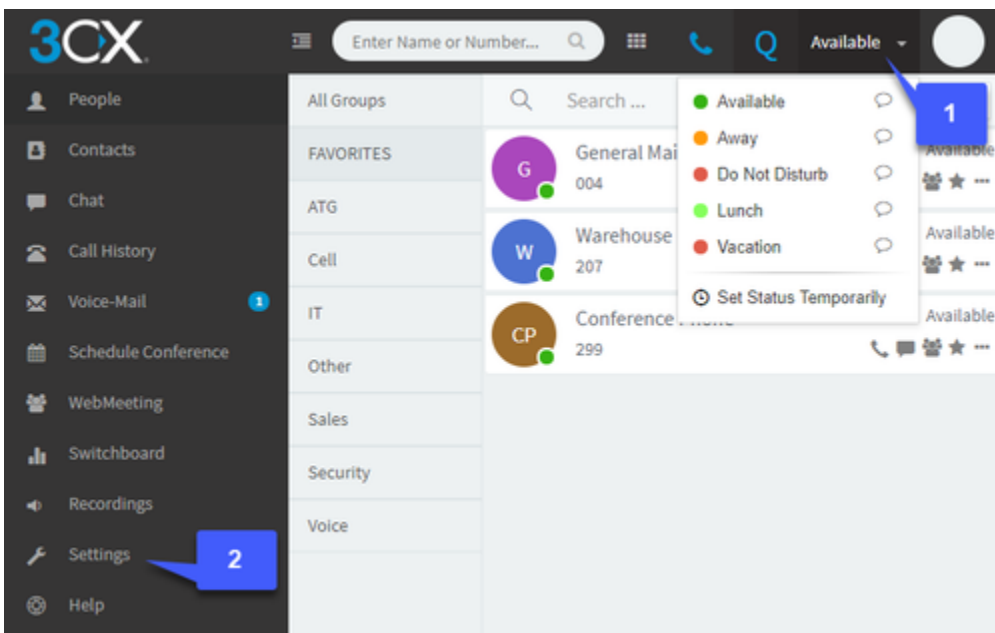 3CX
Enter Name or Number...
Q
Available
1
People
Contacts
Chat
Call History
Voice-Mail
1
Schedule Conference
WebMeeting
Switchboard
Recordings
Settings
2
Help
All Groups
FAVORITES
ATG
Cell
IT
Other
Sales
Security
Voice
Search ...
G
General Mai
004
Available
W
Warehouse
207
Available
CP
Conference
299
Available
Available
Away
Do Not Disturb
Lunch
Vacation
Set Status Temporarily